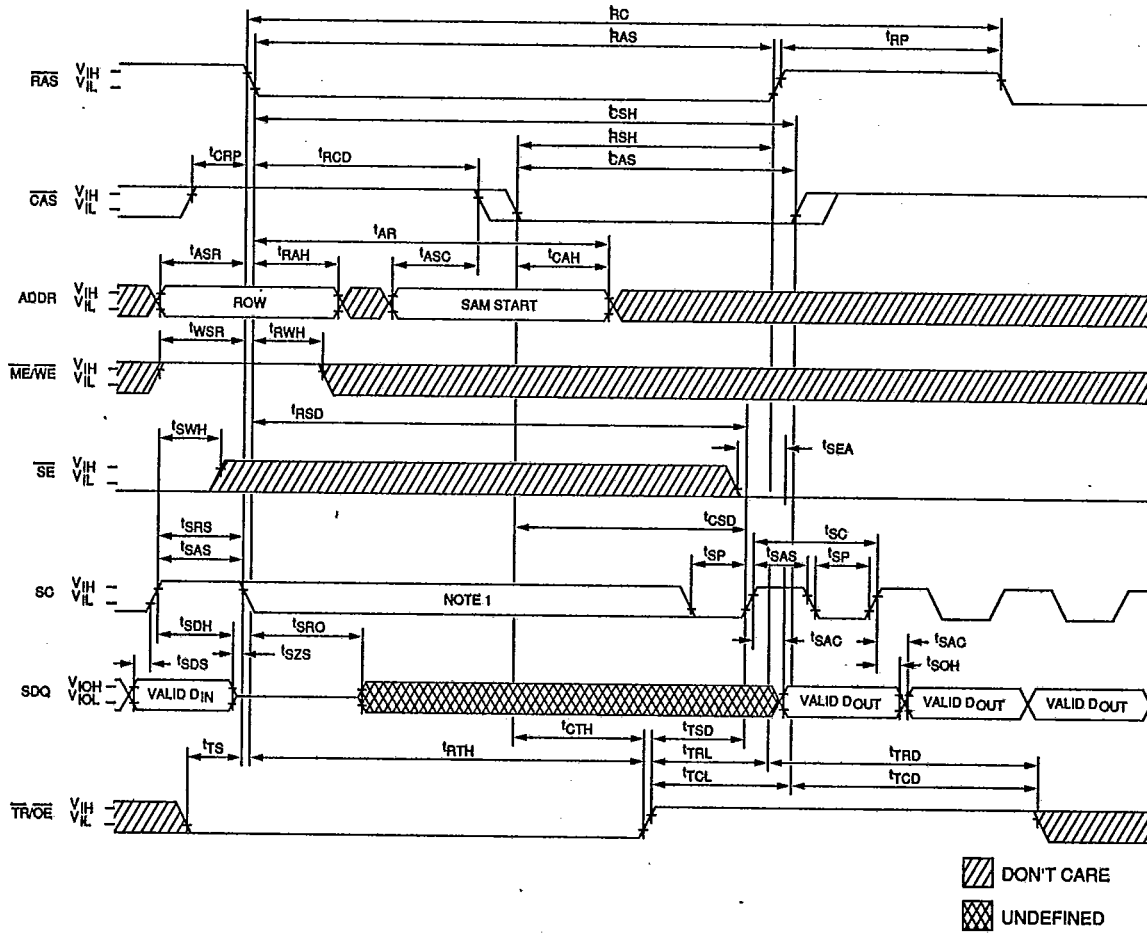 tRC
tRAS
tRP
RAS VIH
VIL
tCSH
tRSH
tCRP tRCD tCAS
CAS VIH
VIL
tAR
tASR tRAH tASC tCAH
ADDR VIH ROW SAM START
VIL
tWSR tRWH
ME/WE VIH
VIL
tRSD
tSWH tSEA
SE VIH
VIL
tSRS tCSD tSC
tSAS tSP tSAS tSP
SC VIH NOTE 1
VIL
tSDH tSRO tSAC tSAC
tSDS tSZS tSOH
SDQ VIOH VALID DIN VALID DOUT VALID DOUT VALID DOUT
VIOL
tTS tRTH tCTH tTSD
tTRL tTRD
tTCL tTCD
TR/OE VIH
VIL
DON'T CARE
UNDEFINED